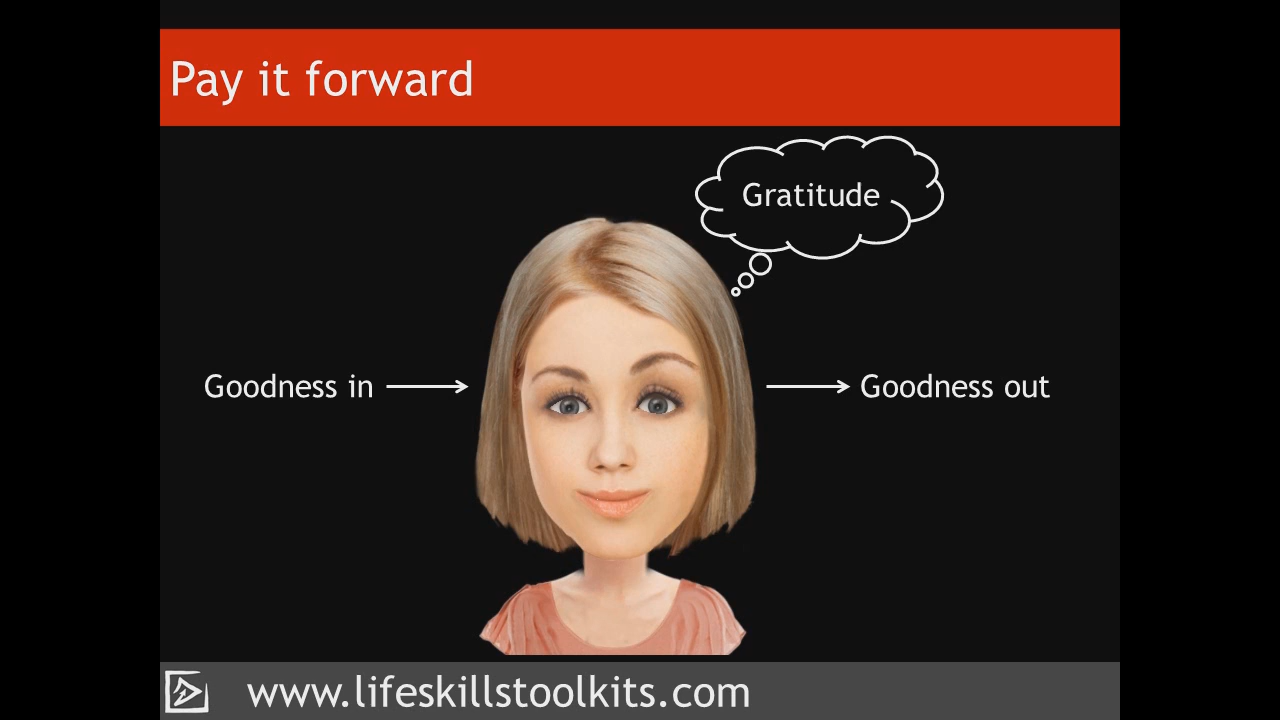 Pay it forward
Gratitude
Goodness in
Goodness out
www.lifeskillstoolkits.com